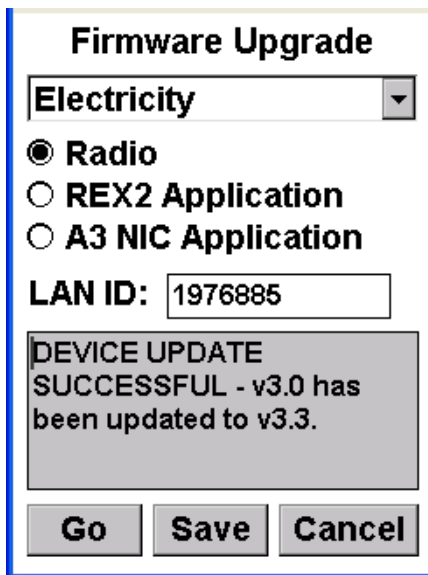 Firmware Upgrade
Electricity
Radio
REX2 Application
A3 NIC Application
LAN ID: 1976885
DEVICE UPDATE
SUCCESSFUL - v3.0 has
been updated to v3.3.
Go Save Cancel